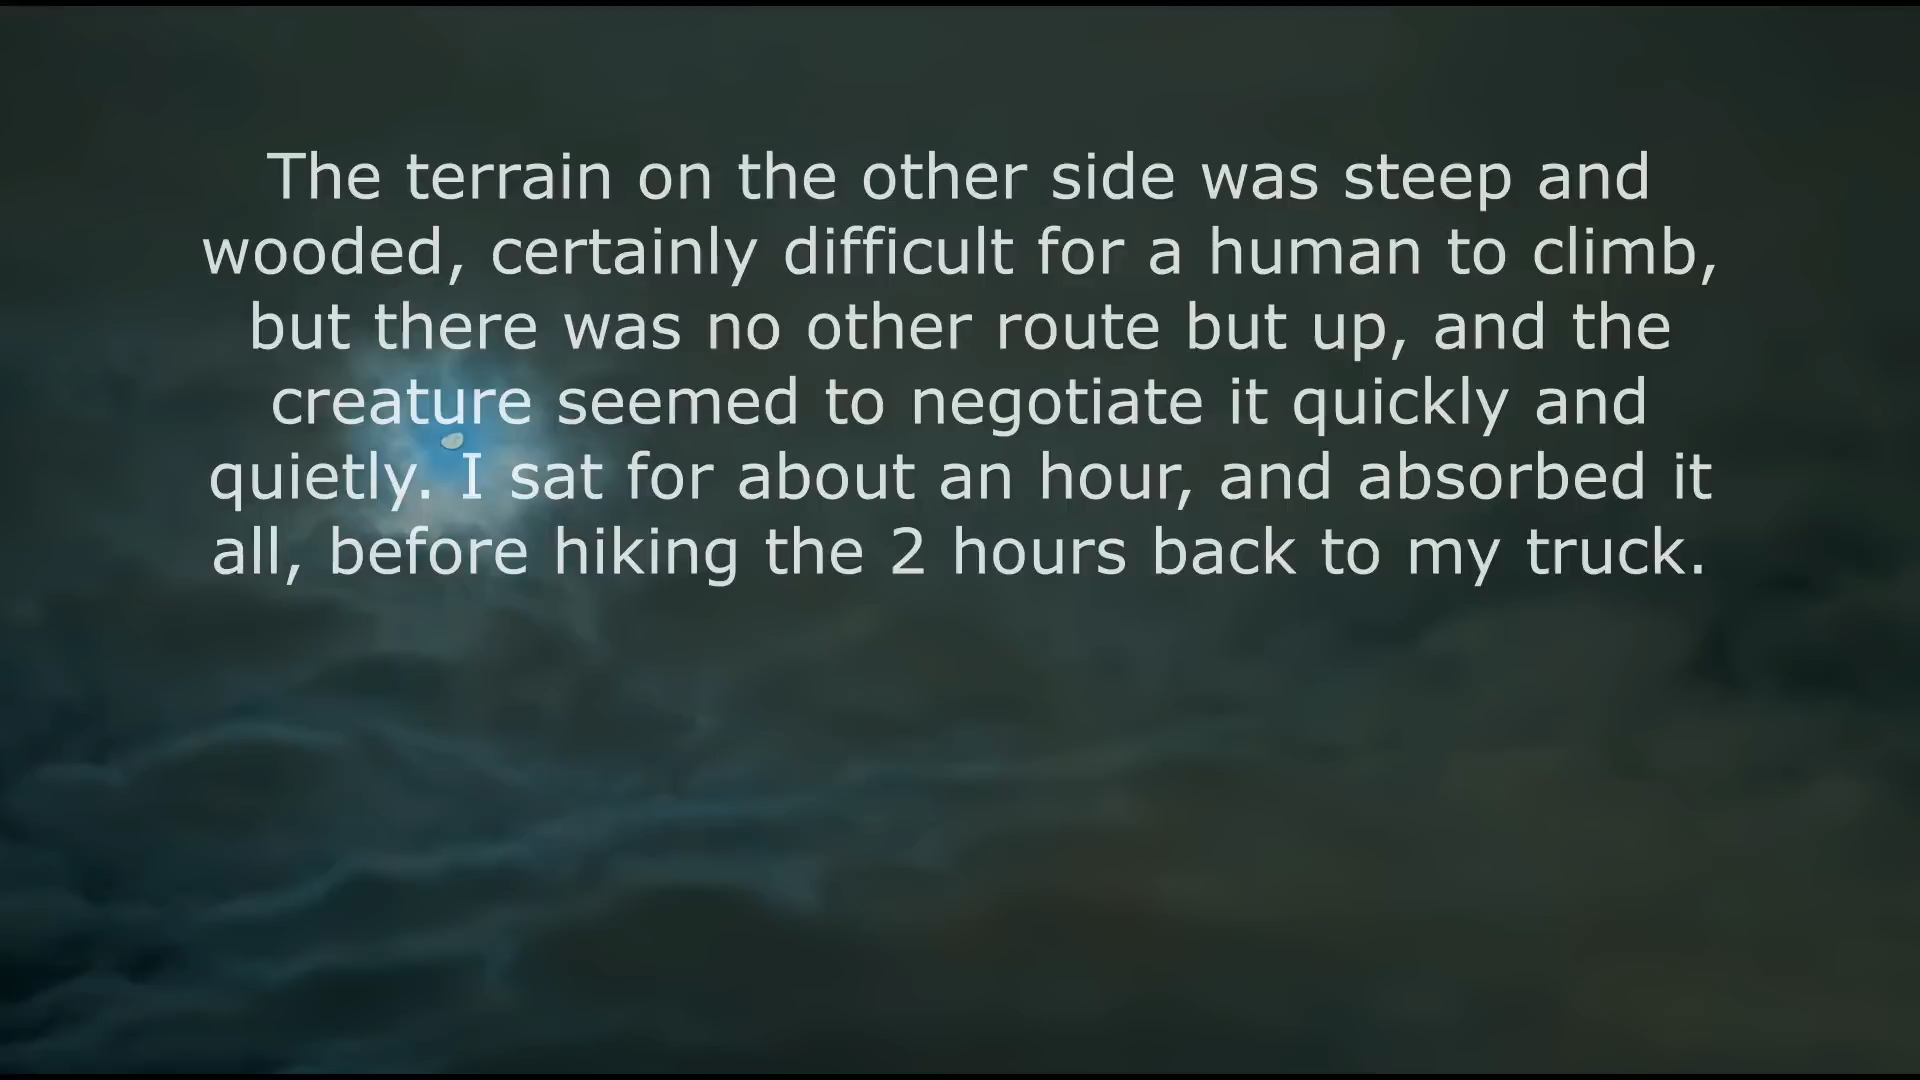 The terrain on the other side was steep and
wooded, certainly difficult for a human to climb,
but there was no other route but up, and the
creature seemed to negotiate it quickly and
quietly. I sat for about an hour, and absorbed it
all, before hiking the 2 hours back to my truck.